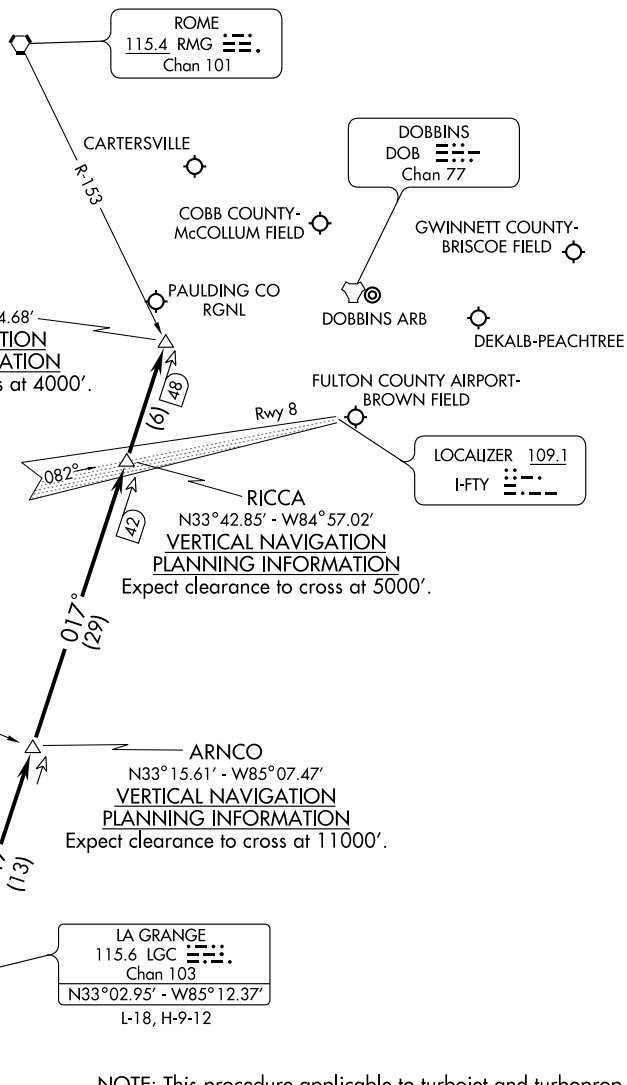 ROME
115.4 RMG
Chan 101
CARTERSVILLE
DOBBINS
DOB
Chan 77
R-153
COBB COUNTY-
McCOLLUM FIELD
GWINNETT COUNTY-
BRISCOE FIELD
PAULDING CO
RGNL
DOBBINS ARB
DEKALB-PEACHTREE
4.68'
TION
ATION
s at 4000'.
48
(6)
FULTON COUNTY AIRPORT-
BROWN FIELD
Rwy 8
082°
LOCALIZER 109.1
I-FTY
RICCA
N33°42.85' - W84°57.02'
VERTICAL NAVIGATION
PLANNING INFORMATION
Expect clearance to cross at 5000'.
42
017°
(29)
ARNCO
N33°15.61' - W85°07.47'
VERTICAL NAVIGATION
PLANNING INFORMATION
Expect clearance to cross at 11000'.
(13)
LA GRANGE
115.6 LGC
Chan 103
N33°02.95' - W85°12.37'
L-18, H-9-12
NOTE: This procedure applicable to turbojet and turboprop